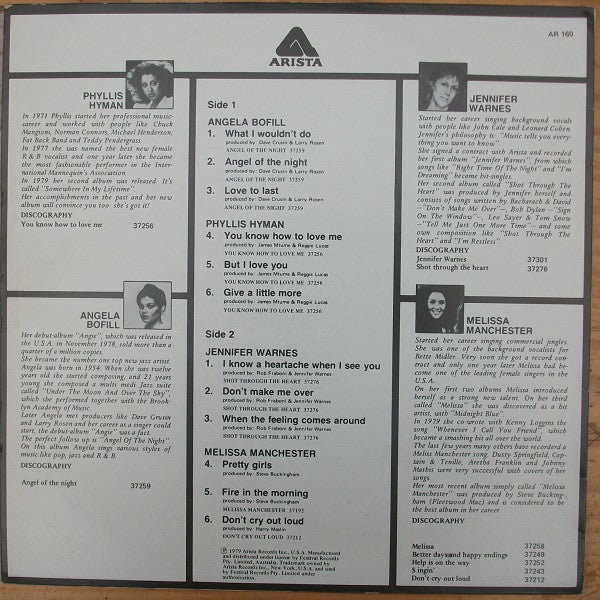 ARISTA
AR 160
PHYLLIS
HYMAN
In 1971 Phyllis started her professional music-
career and worked with people like Chuck
Mangioni, Norman Connors, Michael Henderson,
Fat Back Band and Teddy Pendergrast.
In 1977 she was named the best new female
R & B vocalist and one year later she became
the most fashionable performer in the Inter-
national Mannequin's Association.
In 1979 her second album was released. It's
called "Somewhere In My Lifetime".
Her accomplishments in the past and her new
album will convince you too: she's got it!
DISCOGRAPHY
You know how to love me 37256
ANGELA
BOFILL
Her debut-album "Angie", which was released in
the U.S.A. in November 1978, sold more than a
quarter of a million copies.
She became the number one top new jazz artist.
Angela was born in 1954. When she was twelve
years old she started composing, and 21 years
young she composed a multi medi Jazz suite
called "Under The Moon And Over The Sky",
which she performed together with the Brook-
lyn Academy of Music.
Later Angela met producers like Dave Grusin
and Larry Rosen and her career as a singer could
start, the debut-album "Angie" was a fact.
The perfect follow up is "Angel Of The Night".
On this album Angela sings various styles of
music like pop, jazz and R & B.
DISCOGRAPHY
Angel of the night 37259
Side 1
ANGELA BOFILL
1. What I wouldn't do
produced by: Dave Crusin & Larry Rosen
ANGEL OF THE NIGHT 37259
2. Angel of the night
produced by: Dave Crusin & Larry Rosen
ANGEL OF THE NIGHT 37259
3. Love to last
produced by: Dave Crusin & Larry Rosen
ANGEL OF THE NIGHT 37259
PHYLLIS HYMAN
4. You know how to love me
produced by: James Mtume & Reggie Lucas
YOU KNOW HOW TO LOVE ME 37256
5. But I love you
produced by: James Mtume & Reggie Lucas
YOU KNOW HOW TO LOVE ME 37256
6. Give a little more
produced by: James Mtume & Reggie Lucas
YOU KNOW HOW TO LOVE ME 37256
Side 2
JENNIFER WARNES
1. I know a heartache when I see you
produced by: Rob Fraboni & Jennifer Warnes
SHOT THROUGH THE HEART 37276
2. Don't make me over
produced by: Rob Fraboni & Jennifer Warnes
SHOT THROUGH THE HEART 37276
3. When the feeling comes around
produced by: Rob Fraboni & Jennifer Warnes
SHOT THROUGH THE HEART 37276
MELISSA MANCHESTER
4. Pretty girls
produced by: Steve Buckingham
5. Fire in the morning
produced by: Steve Buckingham
MELISSA MANCHESTER 37192
6. Don't cry out loud
produced by: Harry Maslin
DON'T CRY OUT LOUD 37212
Ⓟ 1979 Arista Records Inc., U.S.A. Manufactured
and distributed under license by Festival Records
Pty. Limited, Australia. Trademark is that of
Arista Records Inc., New York, U.S.A. and used
by Festival Records Pty. Limited under
authorization.
JENNIFER
WARNES
Started her career singing background vocals
with people like John Cale and Leonard Cohen.
Jennifer's philosophy is "Music tells you every-
thing you want to know".
She signed a contract with Arista and recorded
her first album "Jennifer Warnes", from which
songs like "Right Time Of The Night" and "I'm
Dreaming" became hit-singles.
Her second album called "Shot Through The
Heart" was produced by Jennifer herself and
consists of songs written by Bacharach & David
—"Don't Make Me Over"—, Bob Dylan -"Sign
On The Window"-, Leo Sayer & Tom Snow
—"Tell Me Just One More Time"— and some
own composition like "Shot Through The
Heart" and "I'm Restless".
DISCOGRAPHY
Jennifer Warnes 37301
Shot through the heart 37276
MELISSA
MANCHESTER
Started her career singing commercial jingles.
She was one of the background vocalists for
Bette Midler. Very soon she got a record con-
tract and only one year later Melissa had be-
come one of the leading female singers in the
U.S.A.
On her first two albums Melissa introduced
herself as a strong new talent. On her third
called "Melissa" she was discovered as a hit
artist, with "Midnight Blue".
In 1979 she co-wrote with Kenny Loggins the
song "Whenever I Call You Friend", which
became a smashing hit all over the world.
The last few years many others have recorded a
Meliss Manchester song. Dusty Springfield, Cap-
tain & Tenille, Aretha Franklin and Johnny
Mathis were very successful with covers of her
songs.
Her most recent album simply called "Melissa
Manchester" was produced by Steve Bucking-
ham (Fleetwood Mac) and is considered to be
the best album in her career.
DISCOGRAPHY
Melissa 37258
Better days and happy endings 37249
Help is on the way 37252
S ingin' 37243
Don't cry out loud 37212